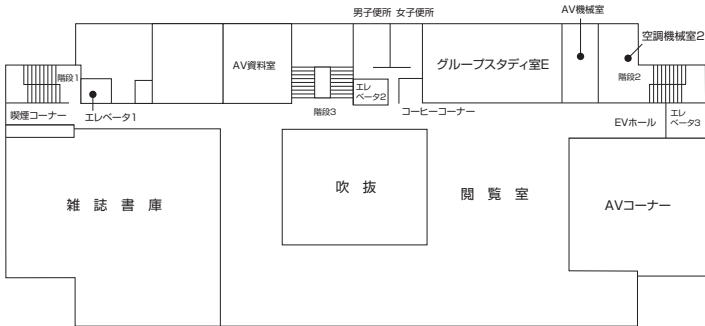 男子便所 女子便所
AV機械室
空調機械室2
AV資料室
グループスタディ室E
階段1
階段2
エレベータ1
エレ
ベータ2
階段3
コーヒーコーナー
喫煙コーナー
EVホール
エレ
ベータ3
吹 抜
閲 覧 室
雑 誌 書 庫
AVコーナー